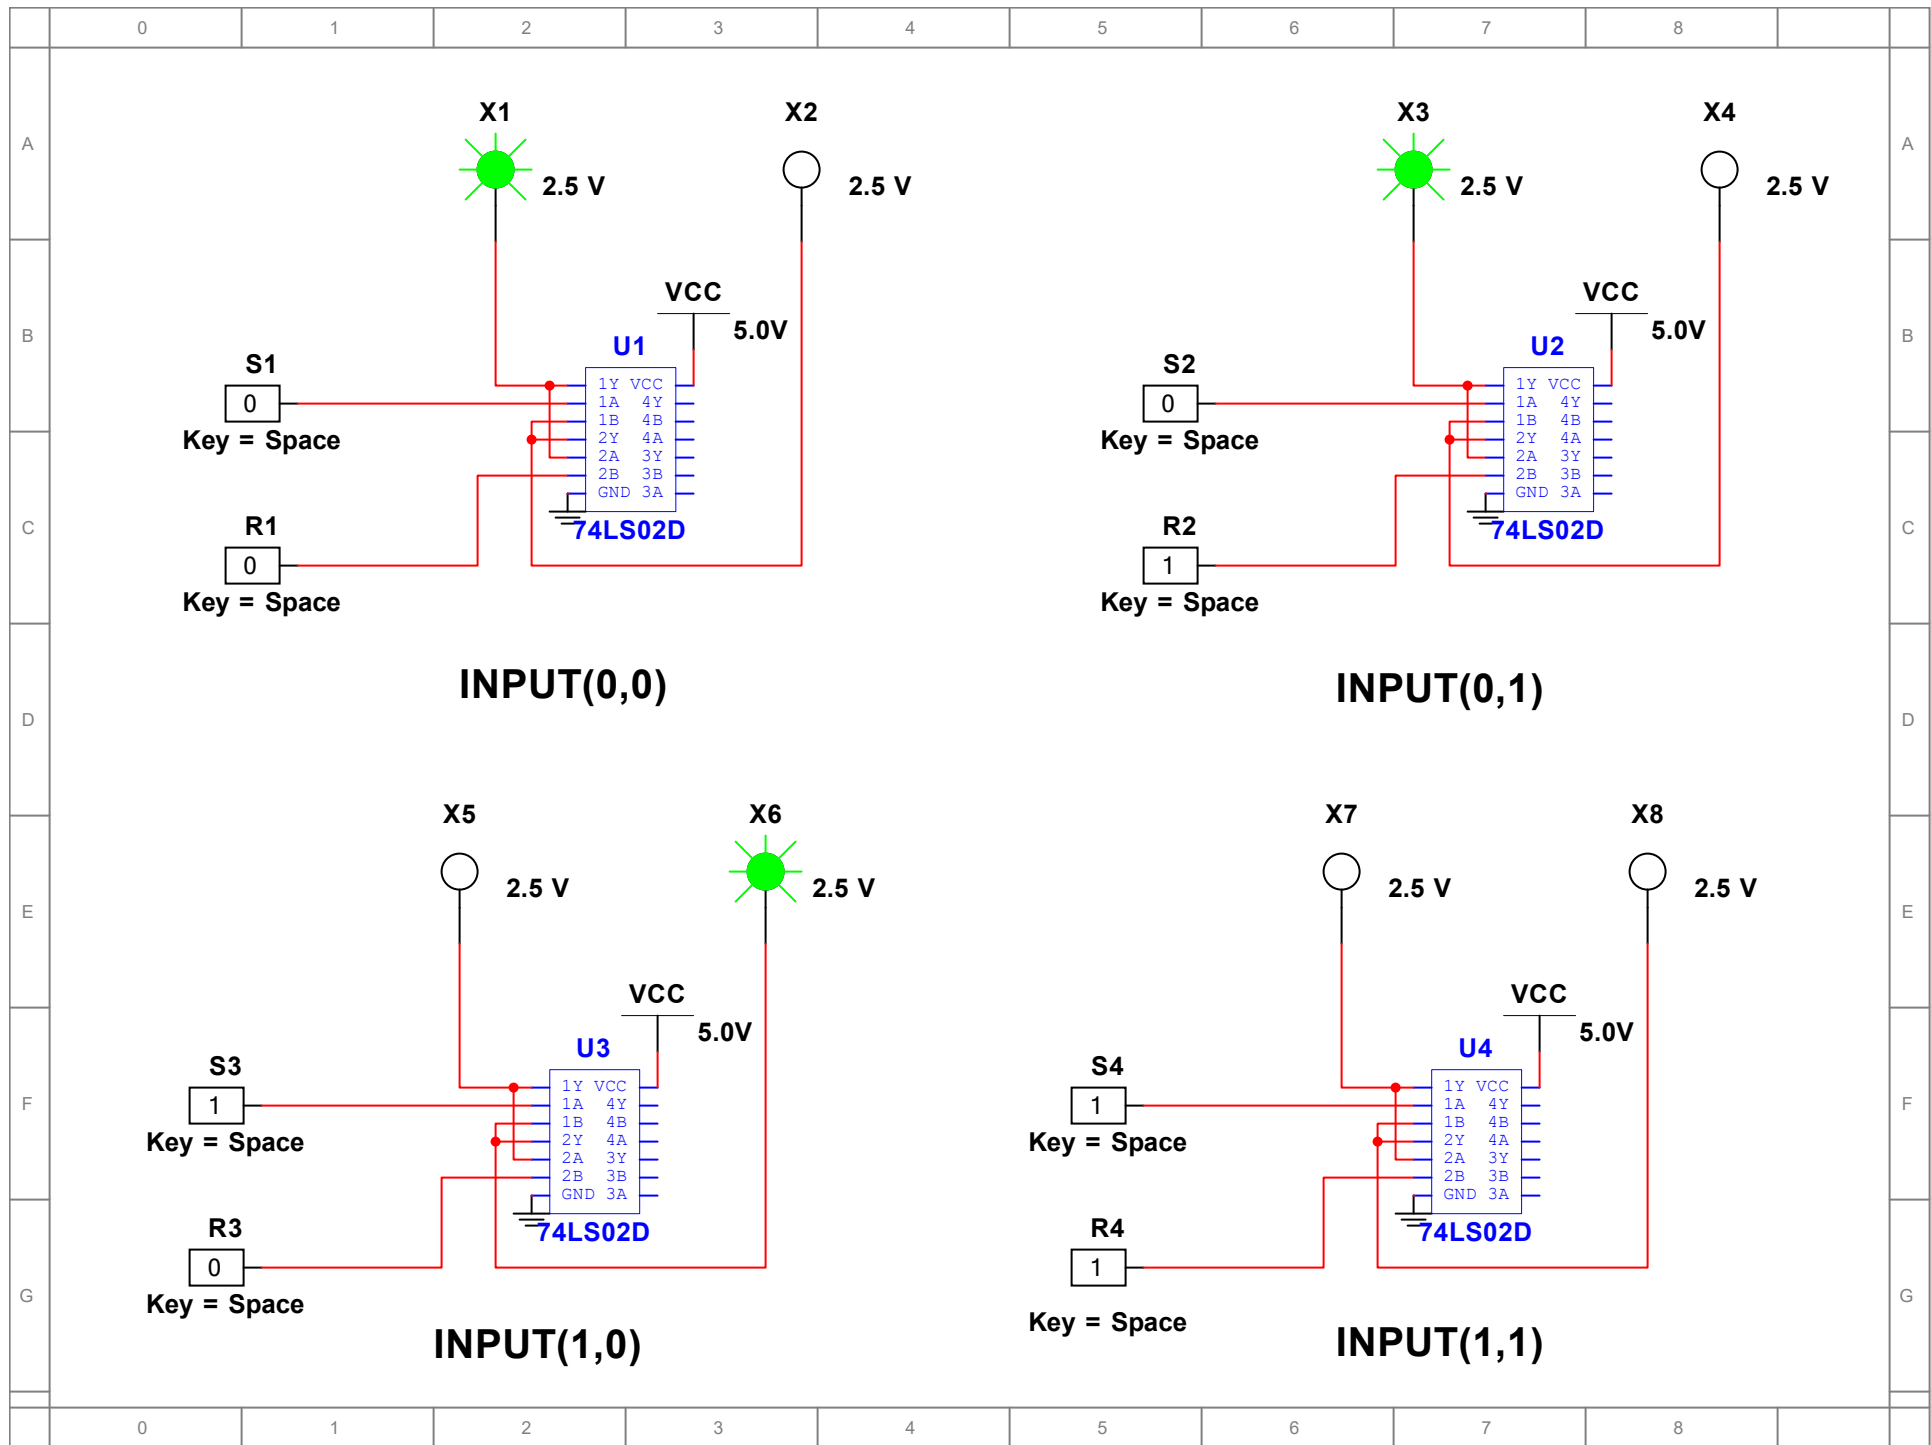 0 1 2 3 4 5 6 7 8
A A
X1 X2 X3 X4
2.5 V 2.5 V 2.5 V 2.5 V
B B
VCC VCC
5.0V 5.0V
U1 U2
S1 S2
0 0
Key = Space Key = Space
1Y VCC 1Y VCC
1A 4Y 1A 4Y
1B 4B 1B 4B
2Y 4A 2Y 4A
2A 3Y 2A 3Y
2B 3B 2B 3B
GND 3A GND 3A
74LS02D 74LS02D
C C
R1 R2
0 1
Key = Space Key = Space
INPUT(0,0) INPUT(0,1)
D D
X5 X6 X7 X8
2.5 V 2.5 V 2.5 V 2.5 V
E E
VCC VCC
5.0V 5.0V
U3 U4
S3 S4
1 1
Key = Space Key = Space
F F
1Y VCC 1Y VCC
1A 4Y 1A 4Y
1B 4B 1B 4B
2Y 4A 2Y 4A
2A 3Y 2A 3Y
2B 3B 2B 3B
GND 3A GND 3A
74LS02D 74LS02D
R3 R4
0 1
Key = Space Key = Space
G G
INPUT(1,0) INPUT(1,1)
0 1 2 3 4 5 6 7 8